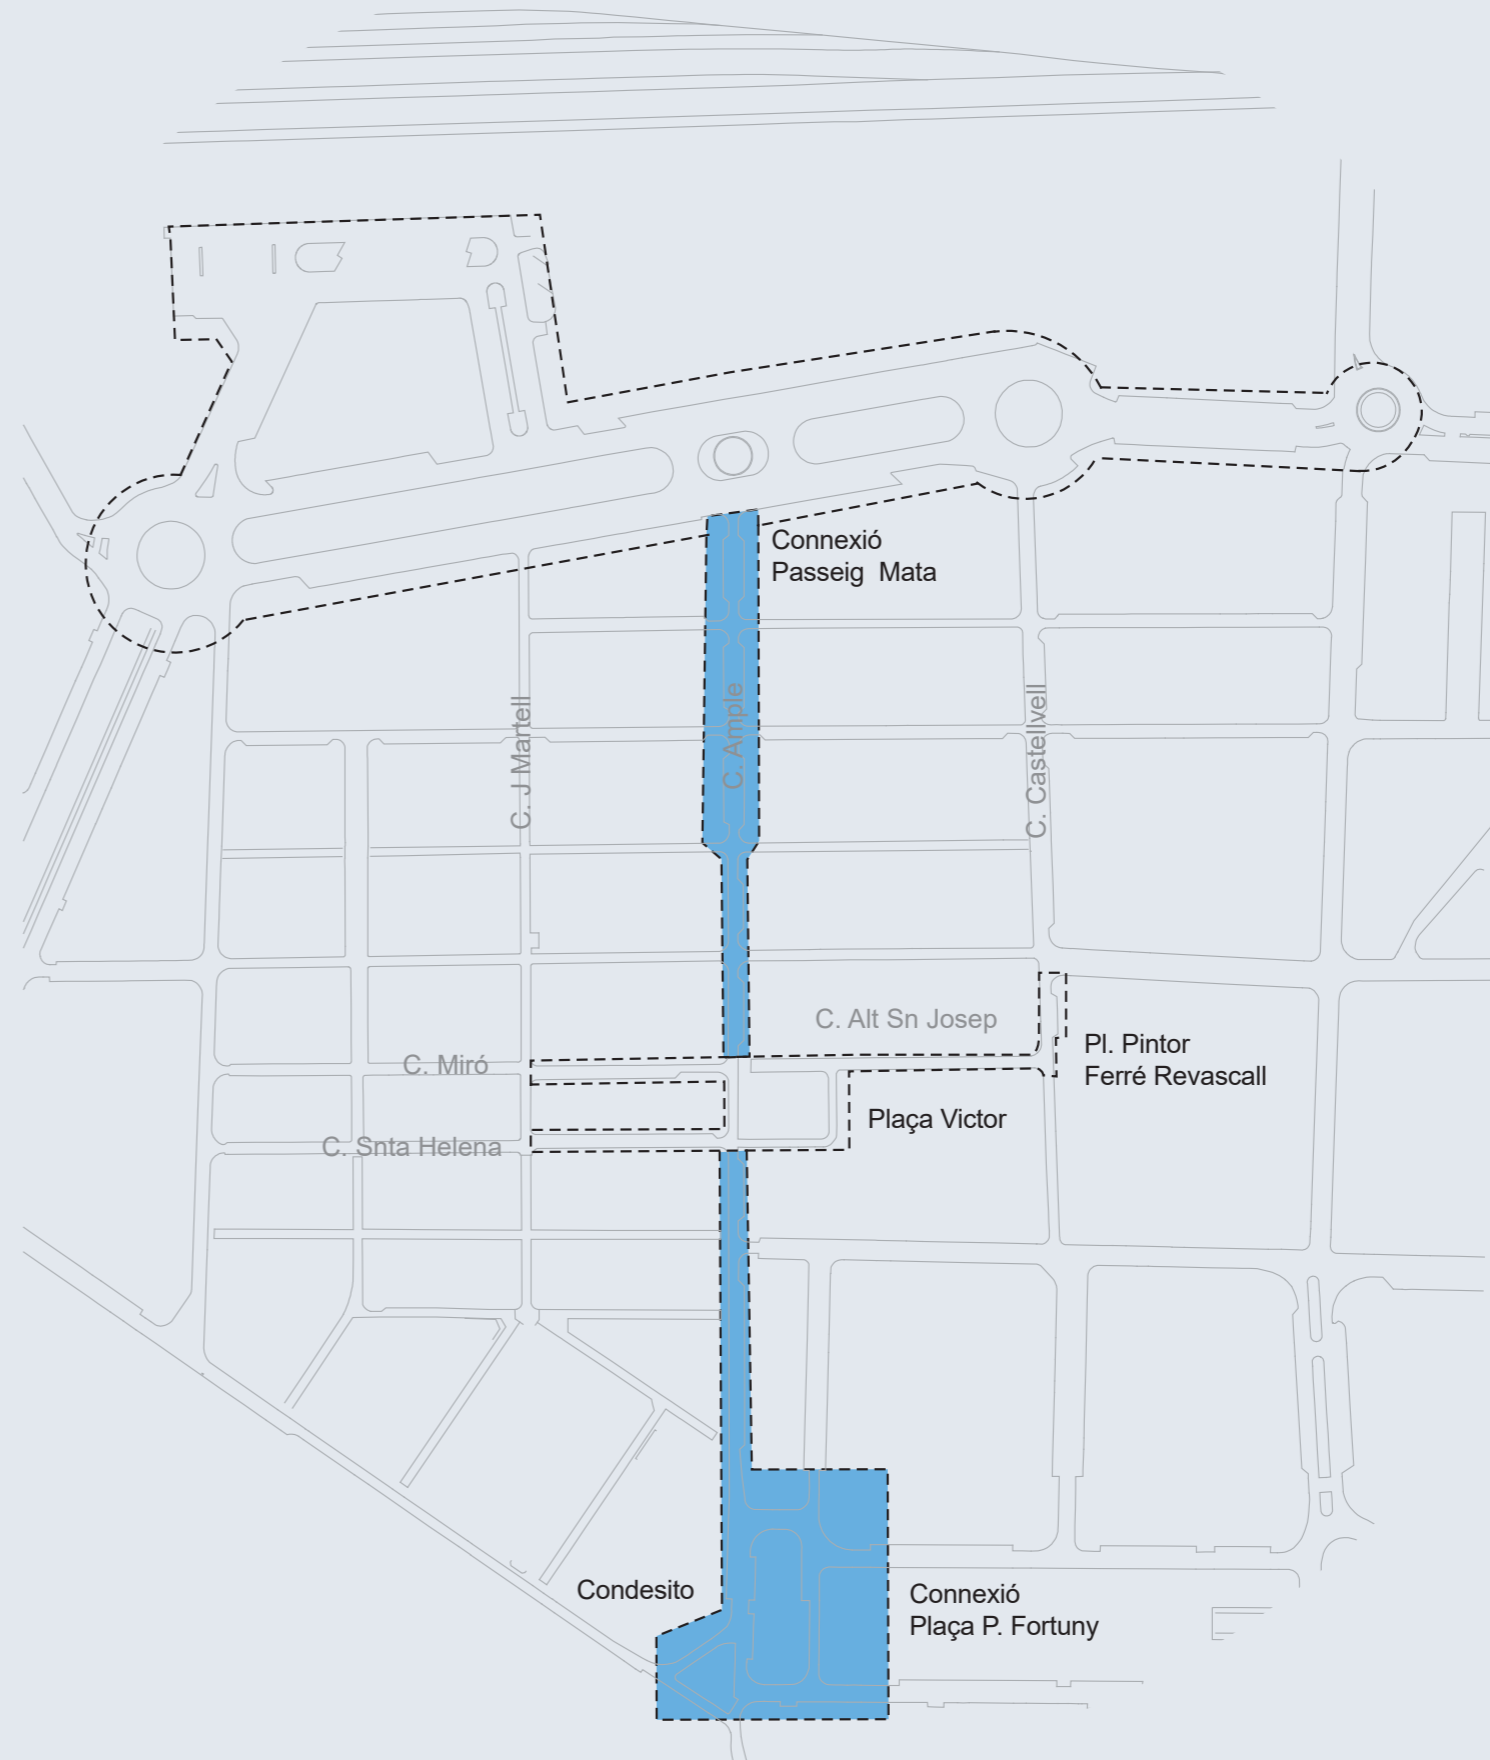 Connexió
Passeig Mata
C. J Martell
C. Ample
C. Castellvell
C. Alt Sn Josep
Pl. Pintor
Ferré Revascall
C. Miró
Plaça Victor
C. Snta Helena
Condesito
Connexió
Plaça P. Fortuny